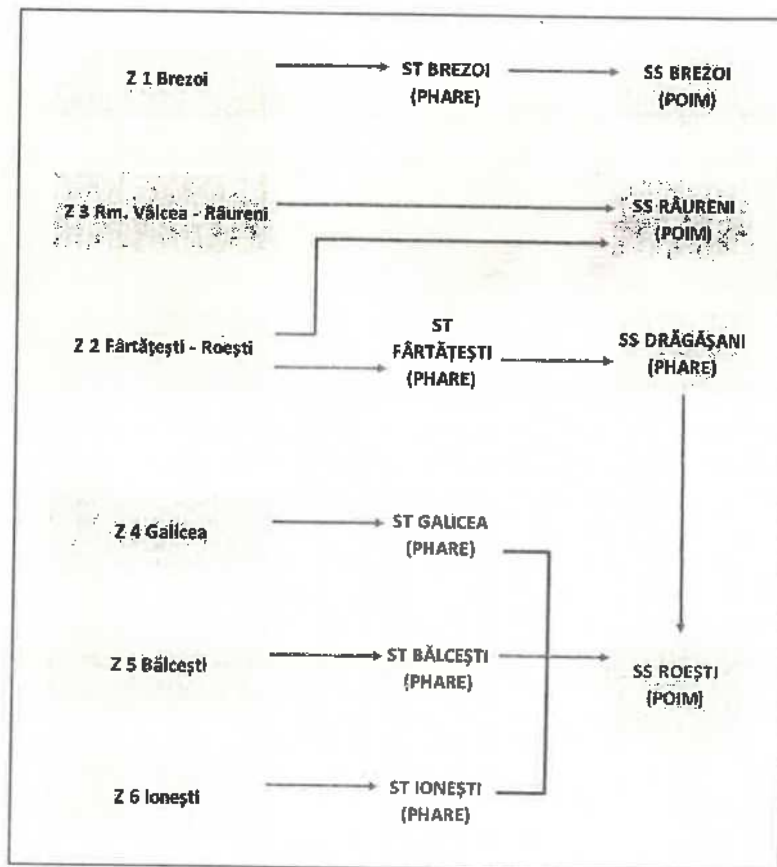 Z 1 Brezoi
ST BREZOI
(PHARE)
SS BREZOI
(POIM)
Z 3 Rm. Vâlcea - Râureni
SS RÂURENI
(POIM)
Z 2 Fârtățești - Roești
ST
FÂRTĂȚEȘTI
(PHARE)
SS DRĂGĂȘANI
(PHARE)
Z 4 Galicea
ST GALICEA
(PHARE)
Z 5 Bălcești
ST BĂLCEȘTI
(PHARE)
SS ROEȘTI
(POIM)
Z 6 Ionești
ST IONEȘTI
(PHARE)